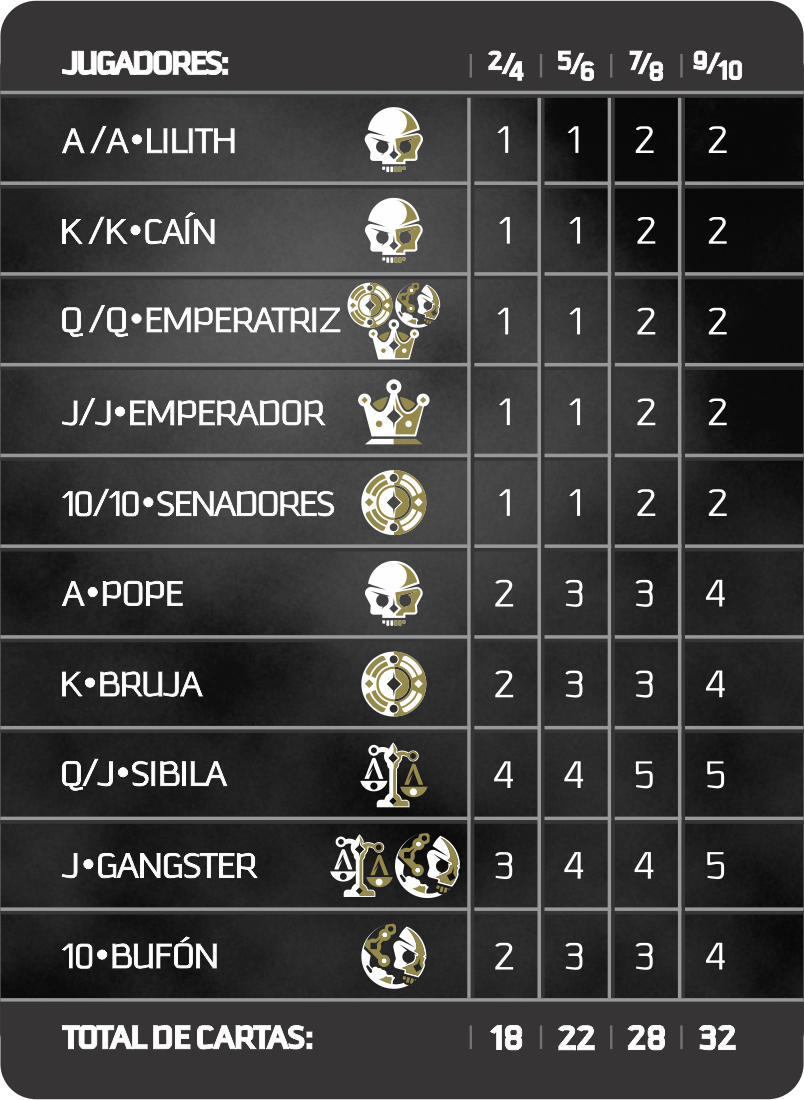 JUGADORES: | 2/4 | 5/6 | 7/8 | 9/10
A/A•LILITH 1 1 2 2
K/K•CAÍN 1 1 2 2
Q/Q•EMPERATRIZ 1 1 2 2
J/J•EMPERADOR 1 1 2 2
10/10•SENADORES 1 1 2 2
A•POPE 2 3 3 4
K•BRUJA 2 3 3 4
Q/J•SIBILA 4 4 5 5
J•GANGSTER 3 4 4 5
10•BUFÓN 2 3 3 4
TOTAL DE CARTAS: | 18 | 22 | 28 | 32